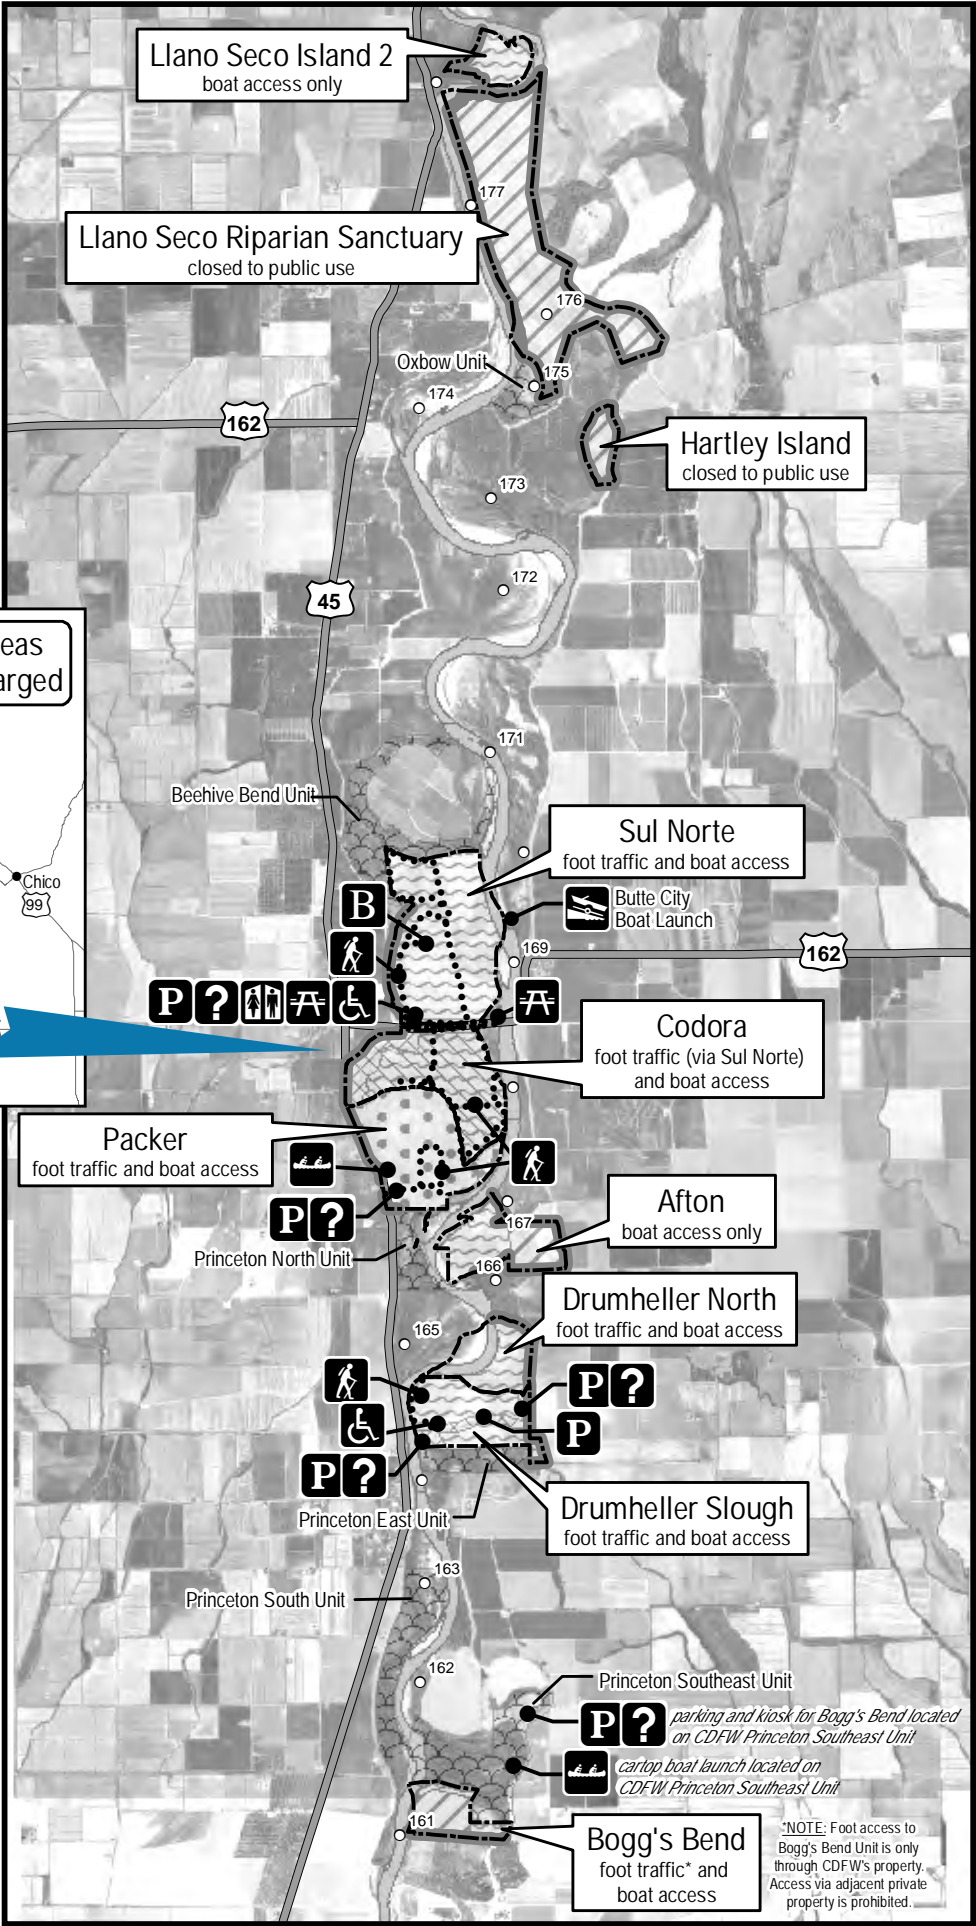 Llano Seco Island 2
boat access only
177
Llano Seco Riparian Sanctuary
closed to public use
176
Oxbow Unit
175
174
162
Hartley Island
closed to public use
173
172
45
eas
arged
171
Beehive Bend Unit
Sul Norte
foot traffic and boat access
Chico
99
B
Butte City
Boat Launch
169
162
P ?
Codora
foot traffic (via Sul Norte)
and boat access
Packer
foot traffic and boat access
P ?
Afton
boat access only
167
Princeton North Unit
166
Drumheller North
foot traffic and boat access
165
P ?
P
P ?
Princeton East Unit
Drumheller Slough
foot traffic and boat access
163
Princeton South Unit
162
Princeton Southeast Unit
P ?
parking and kiosk for Bogg's Bend located
on CDFW Princeton Southeast Unit
cartop boat launch located on
CDFW Princeton Southeast Unit
161
Bogg's Bend
foot traffic* and
boat access
*NOTE: Foot access to
Bogg's Bend Unit is only
through CDFW's property.
Access via adjacent private
property is prohibited.